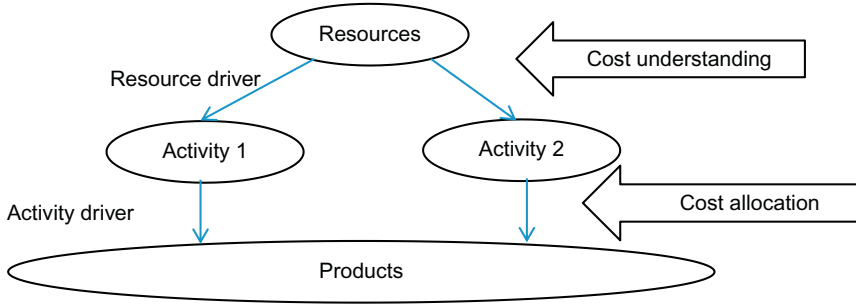 Resources
Cost understanding
Resource driver
Activity 1
Activity 2
Activity driver
Cost allocation
Products